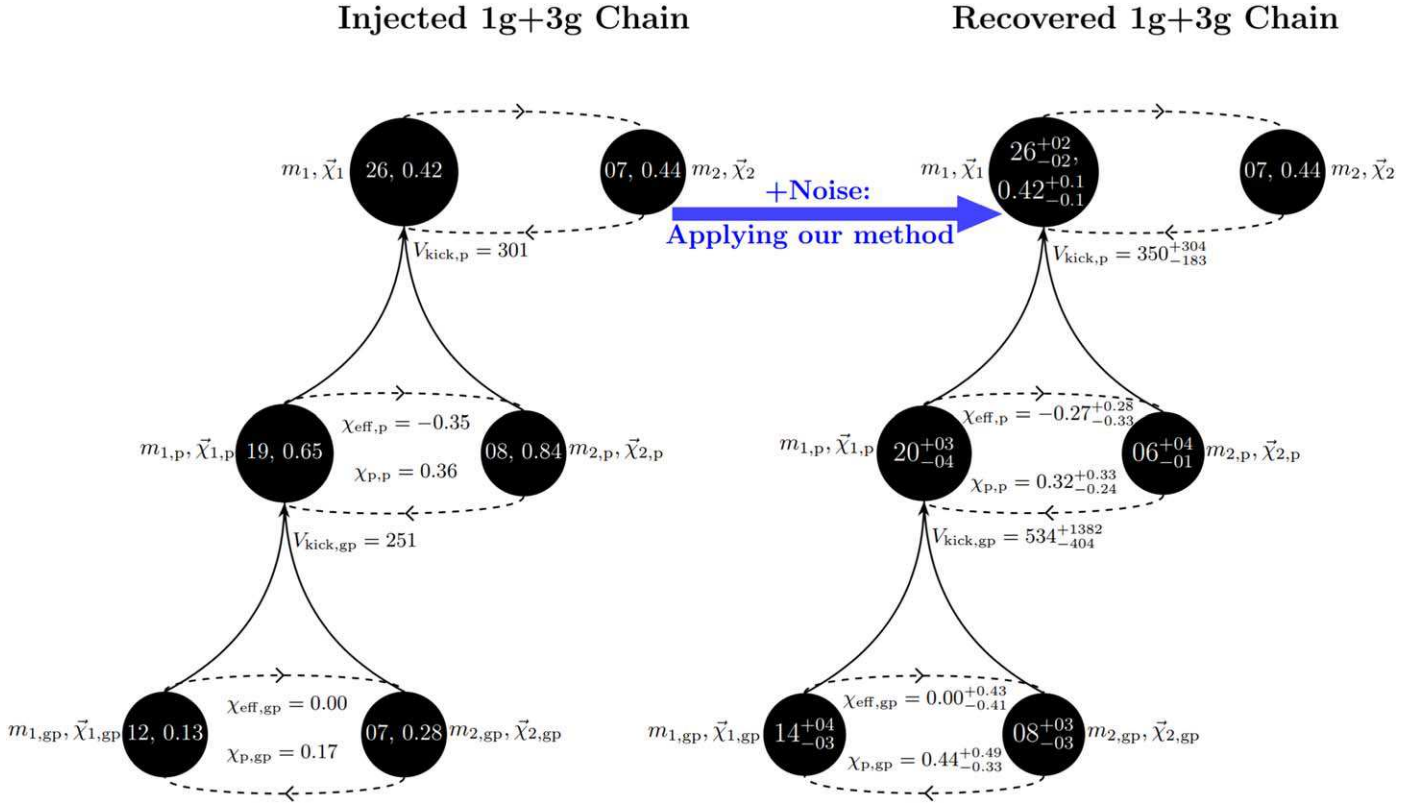 Injected 1g+3g Chain
Recovered 1g+3g Chain
m₁, χ⃗₁
26, 0.42
07, 0.44
m₂, χ⃗₂
+Noise:
Applying our method
m₁, χ⃗₁
26⁺⁰²₋₀₂,
0.42⁺⁰·¹₋₀.₁
07, 0.44
m₂, χ⃗₂
V_kick,p = 301
V_kick,p = 350⁺³⁰⁴₋₁₈₃
m₁,p, χ⃗₁,p
19, 0.65
χ_eff,p = −0.35
χ_p,p = 0.36
08, 0.84
m₂,p, χ⃗₂,p
m₁,p, χ⃗₁,p
20⁺⁰³₋₀₄
χ_eff,p = −0.27⁺⁰·²⁸₋₀.₃₃
χ_p,p = 0.32⁺⁰·³³₋₀.₂₄
06⁺⁰⁴₋₀₁
m₂,p, χ⃗₂,p
V_kick,gp = 251
V_kick,gp = 534⁺¹³⁸²₋₄₀₄
m₁,gp, χ⃗₁,gp
12, 0.13
χ_eff,gp = 0.00
χ_p,gp = 0.17
07, 0.28
m₂,gp, χ⃗₂,gp
m₁,gp, χ⃗₁,gp
14⁺⁰⁴₋₀₃
χ_eff,gp = 0.00⁺⁰·⁴³₋₀.₄₁
χ_p,gp = 0.44⁺⁰·⁴⁹₋₀.₃₃
08⁺⁰³₋₀₃
m₂,gp, χ⃗₂,gp